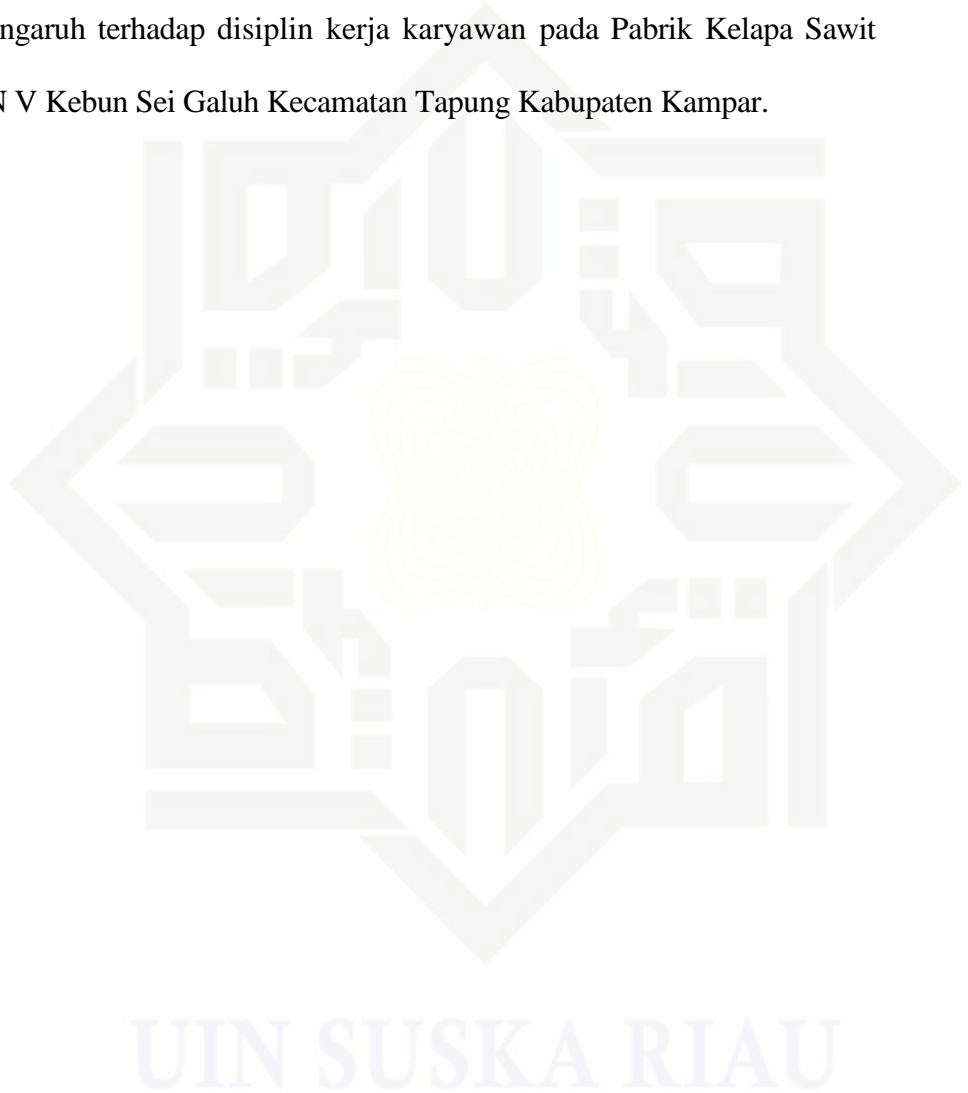 ngaruh terhadap disiplin kerja karyawan pada Pabrik Kelapa Sawit
N V Kebun Sei Galuh Kecamatan Tapung Kabupaten Kampar.
UIN SUSKA RIAU